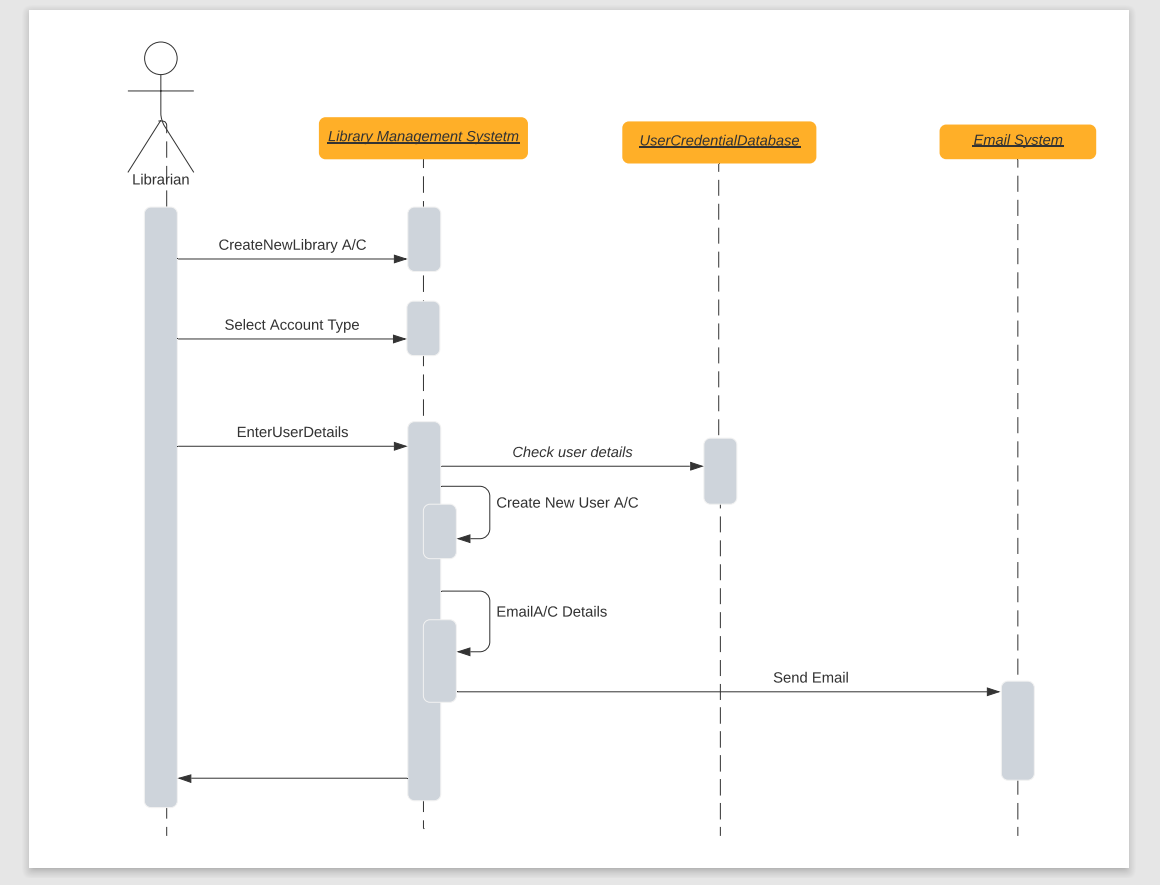 Librarian
Library Management Systetm
UserCredentialDatabase
Email System
CreateNewLibrary A/C
Select Account Type
EnterUserDetails
Check user details
Create New User A/C
EmailA/C Details
Send Email